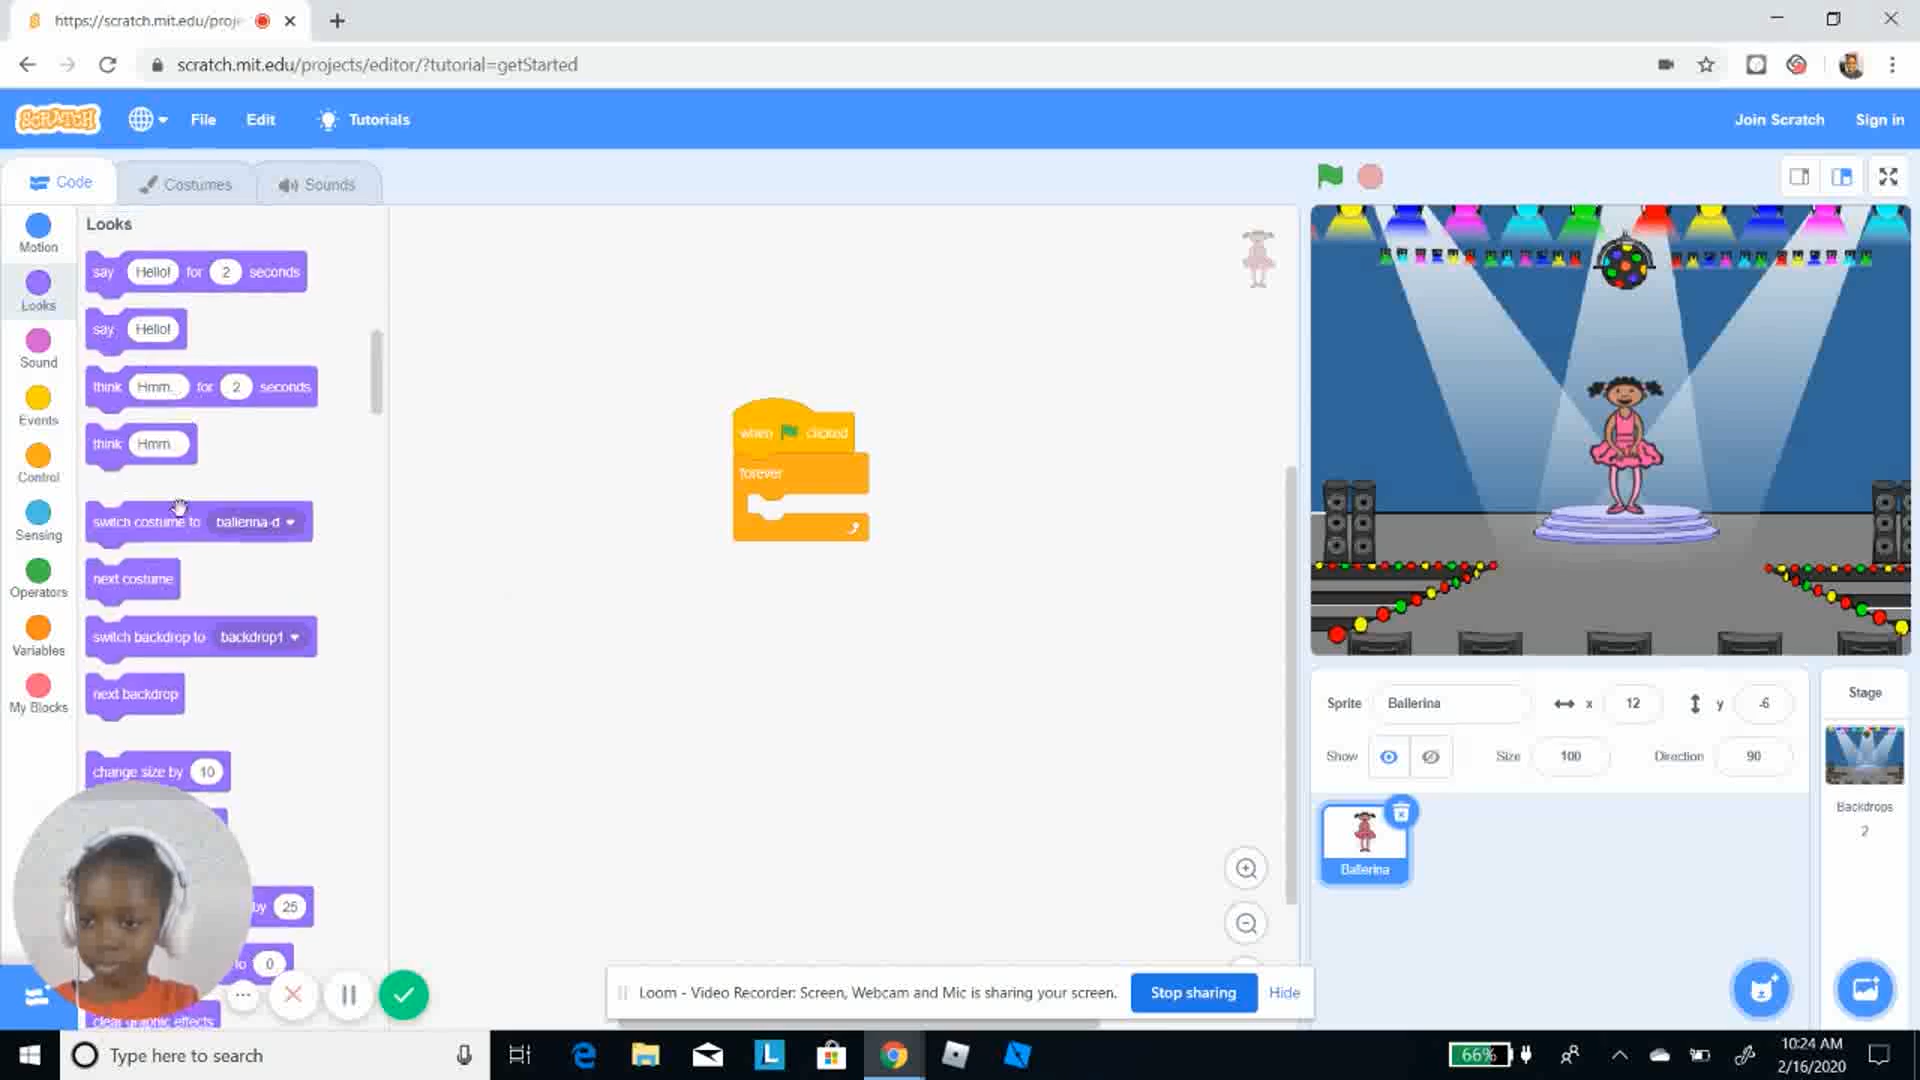 https://scratch.mit.edu/proje
scratch.mit.edu/projects/editor/?tutorial=getStarted
SCRATCH
File
Edit
Tutorials
Join Scratch
Sign in
Code
Costumes
Sounds
Motion
Looks
Sound
Events
Control
Sensing
Operators
Variables
My Blocks
Looks
say Hello! for 2 seconds
say Hello!
think Hmm.. for 2 seconds
think Hmm
switch costume to ballerina-d
next costume
switch backdrop to backdrop1
next backdrop
change size by 10
by 25
to 0
clear graphic effects
when clicked
forever
Sprite Ballerina x 12 y -6
Show Size 100 Direction 90
Ballerina
Stage
Backdrops
2
Loom - Video Recorder: Screen, Webcam and Mic is sharing your screen.
Stop sharing
Hide
Type here to search
L
66%
10:24 AM
2/16/2020